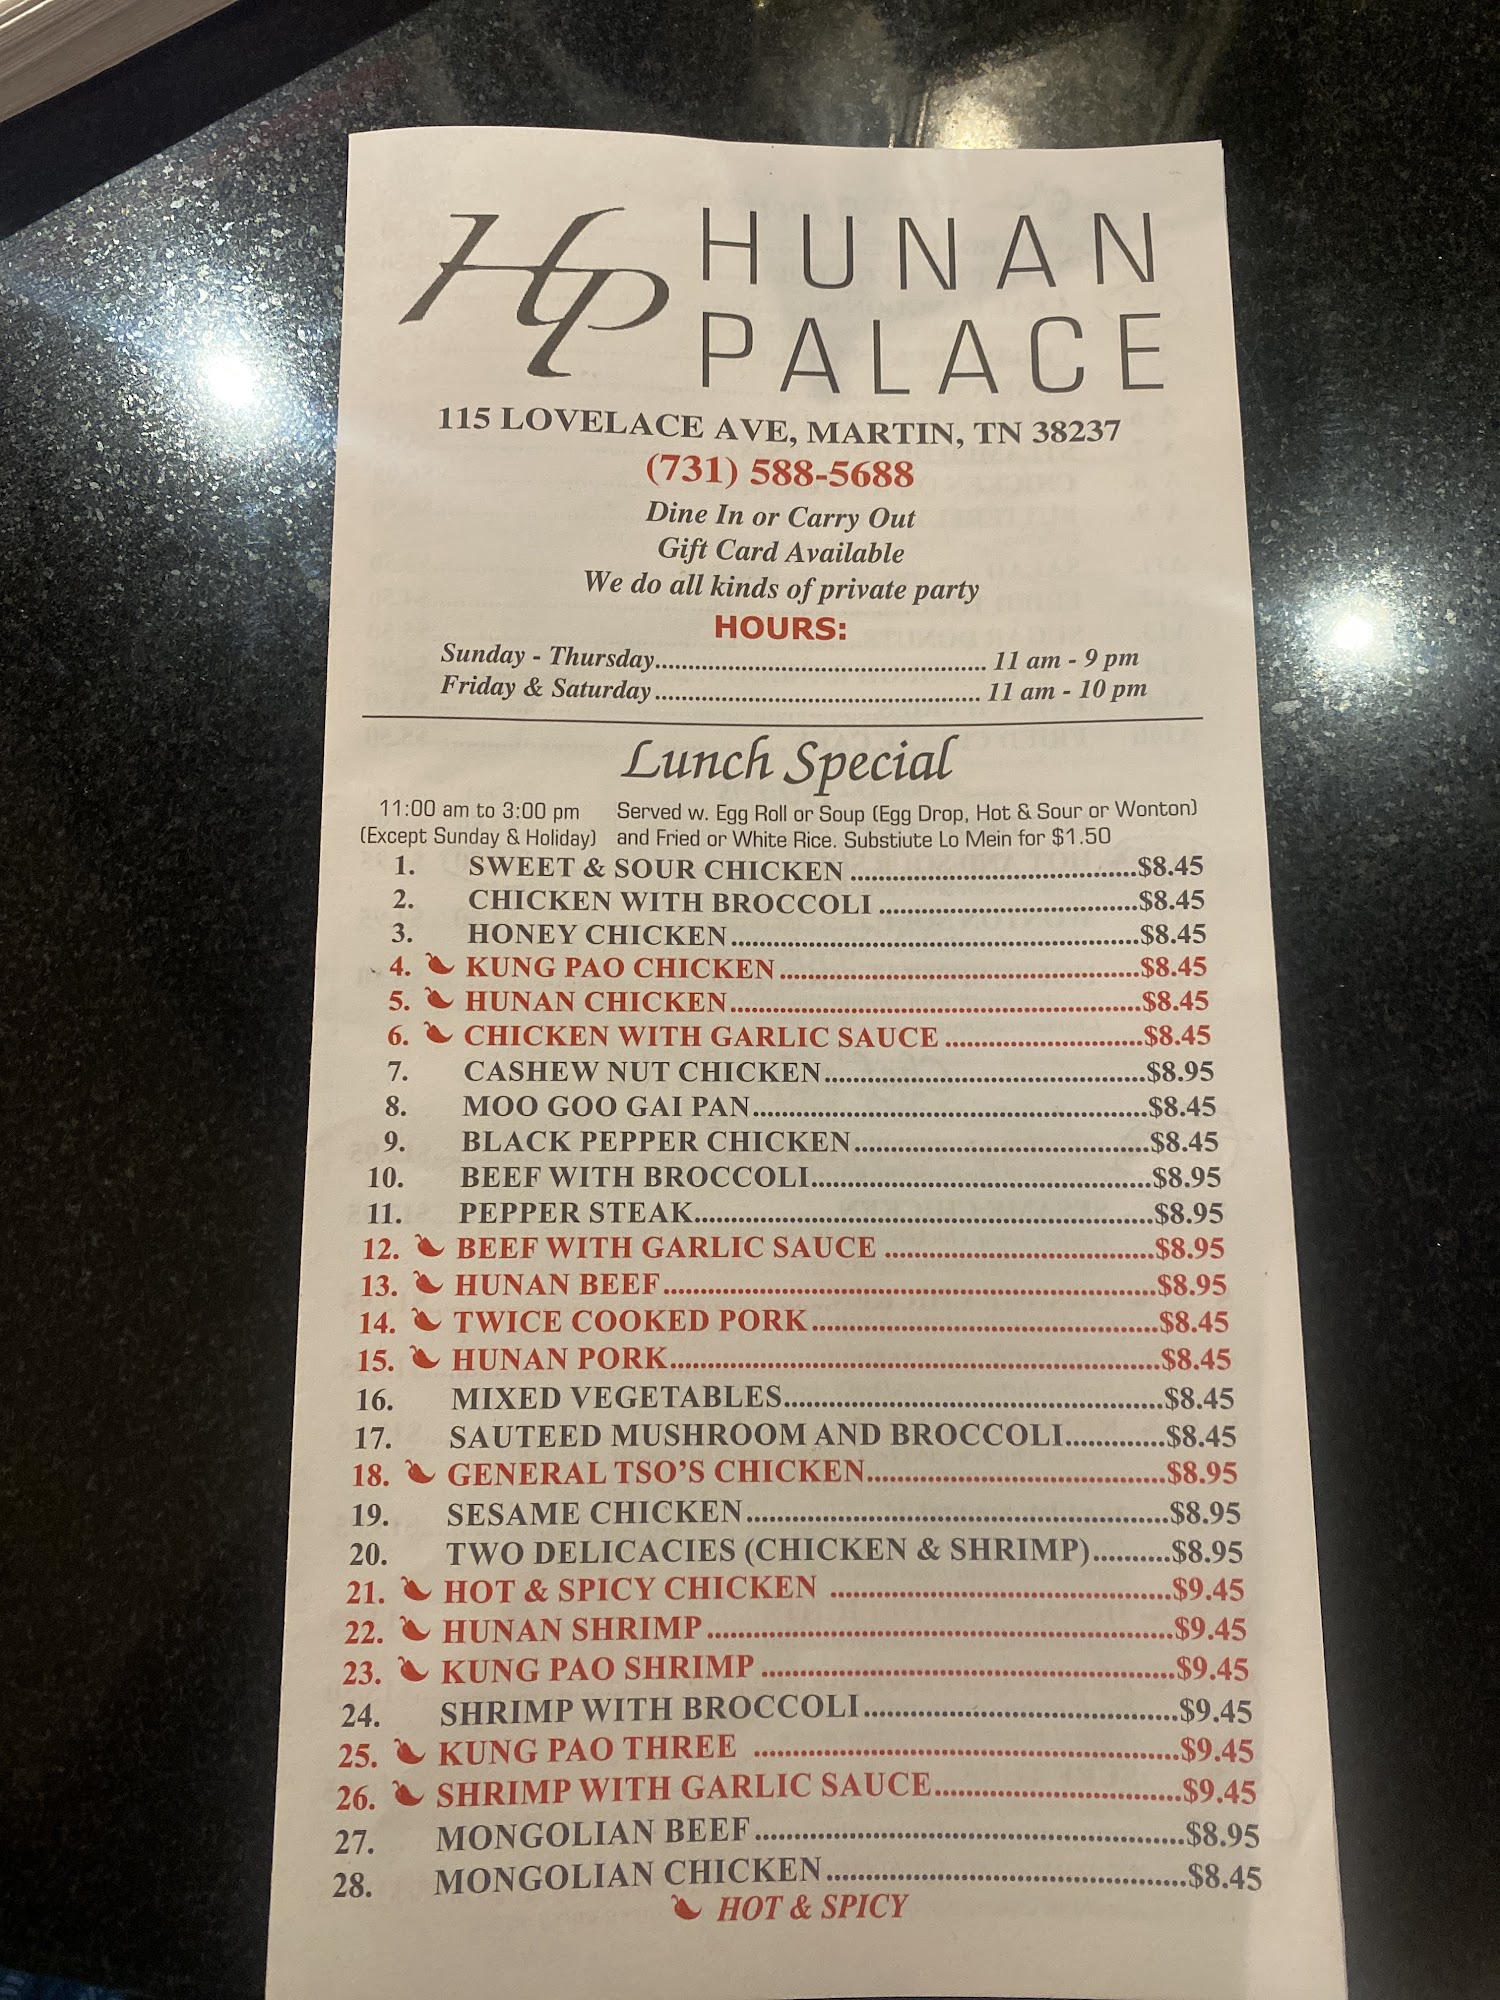 HP HUNAN
PALACE
115 LOVELACE AVE, MARTIN, TN 38237
(731) 588-5688
Dine In or Carry Out
Gift Card Available
We do all kinds of private party
HOURS:
Sunday - Thursday.................................................. 11 am - 9 pm
Friday & Saturday.................................................. 11 am - 10 pm
Lunch Special
11:00 am to 3:00 pm Served w. Egg Roll or Soup (Egg Drop, Hot & Sour or Wonton)
(Except Sunday & Holiday) and Fried or White Rice. Substiute Lo Mein for $1.50
1. SWEET & SOUR CHICKEN ........................................$8.45
2. CHICKEN WITH BROCCOLI ....................................$8.45
3. HONEY CHICKEN........................................................$8.45
4. KUNG PAO CHICKEN..................................................$8.45
5. HUNAN CHICKEN........................................................$8.45
6. CHICKEN WITH GARLIC SAUCE ............................$8.45
7. CASHEW NUT CHICKEN............................................$8.95
8. MOO GOO GAI PAN.....................................................$8.45
9. BLACK PEPPER CHICKEN........................................$8.45
10. BEEF WITH BROCCOLI..............................................$8.95
11. PEPPER STEAK.............................................................$8.95
12. BEEF WITH GARLIC SAUCE ....................................$8.95
13. HUNAN BEEF.................................................................$8.95
14. TWICE COOKED PORK..............................................$8.45
15. HUNAN PORK................................................................$8.45
16. MIXED VEGETABLES..................................................$8.45
17. SAUTEED MUSHROOM AND BROCCOLI..............$8.45
18. GENERAL TSO'S CHICKEN.......................................$8.95
19. SESAME CHICKEN.......................................................$8.95
20. TWO DELICACIES (CHICKEN & SHRIMP)...........$8.95
21. HOT & SPICY CHICKEN .............................................$9.45
22. HUNAN SHRIMP............................................................$9.45
23. KUNG PAO SHRIMP......................................................$9.45
24. SHRIMP WITH BROCCOLI.........................................$9.45
25. KUNG PAO THREE .......................................................$9.45
26. SHRIMP WITH GARLIC SAUCE................................$9.45
27. MONGOLIAN BEEF.......................................................$8.95
28. MONGOLIAN CHICKEN..............................................$8.45
HOT & SPICY